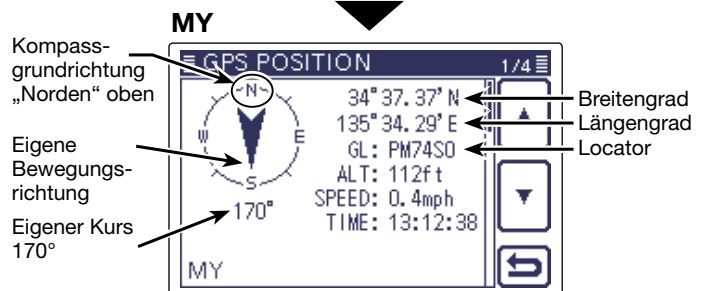 MY
Kompass-
grundrichtung
„Norden“ oben
Eigene
Bewegungs-
richtung
Eigener Kurs
170°
GPS POSITION 1/4
N
W E
S
170°
34°37.37'N
135°34.29'E
GL: PM74SO
ALT: 112ft
SPEED: 0.4mph
TIME: 13:12:38
MY
Breitengrad
Längengrad
Locator